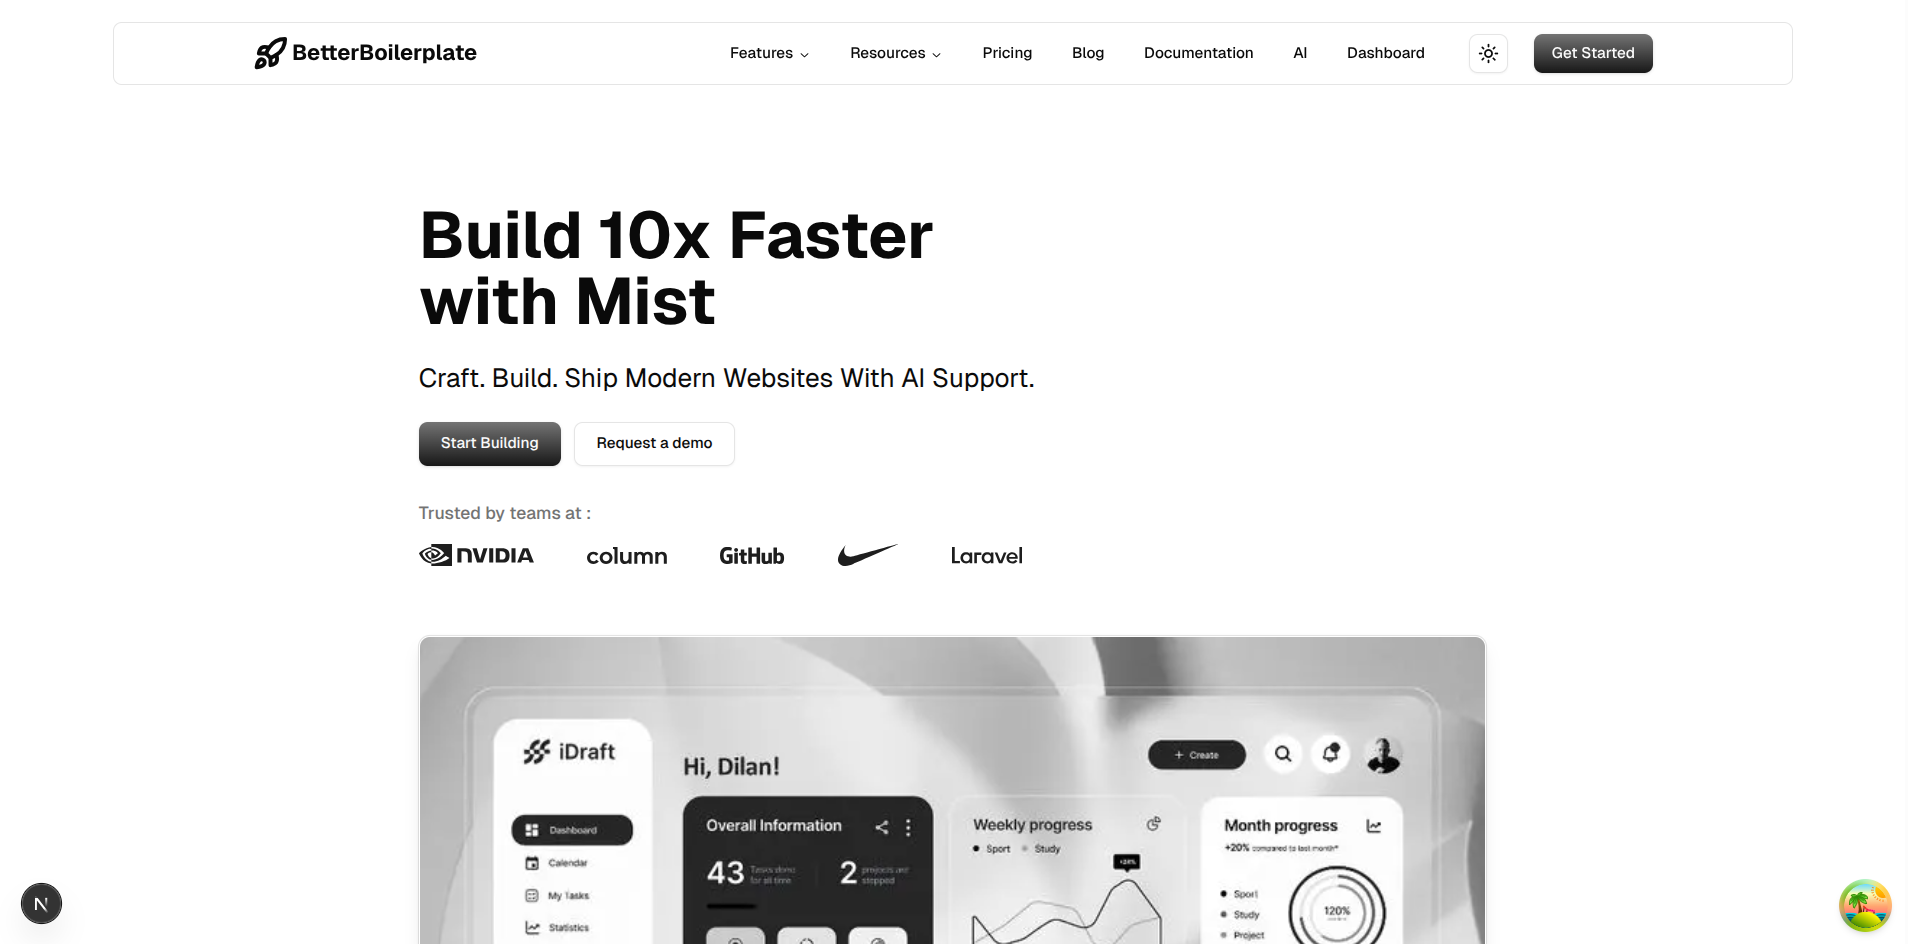 BetterBoilerplate
Features
Resources
Pricing
Blog
Documentation
AI
Dashboard
Get Started
Build 10x Faster
with Mist
Craft. Build. Ship Modern Websites With AI Support.
Start Building
Request a demo
Trusted by teams at :
NVIDIA
column
GitHub
Laravel
iDraft
Hi, Dilan!
+ Create
Dashboard
Calendar
My Tasks
Statistics
Overall Information
43
Tasks done
for all time
2
projects are
stopped
Weekly progress
Sport
Study
Month progress
+20% compared to last month*
Sport
Study
Project
120%
N